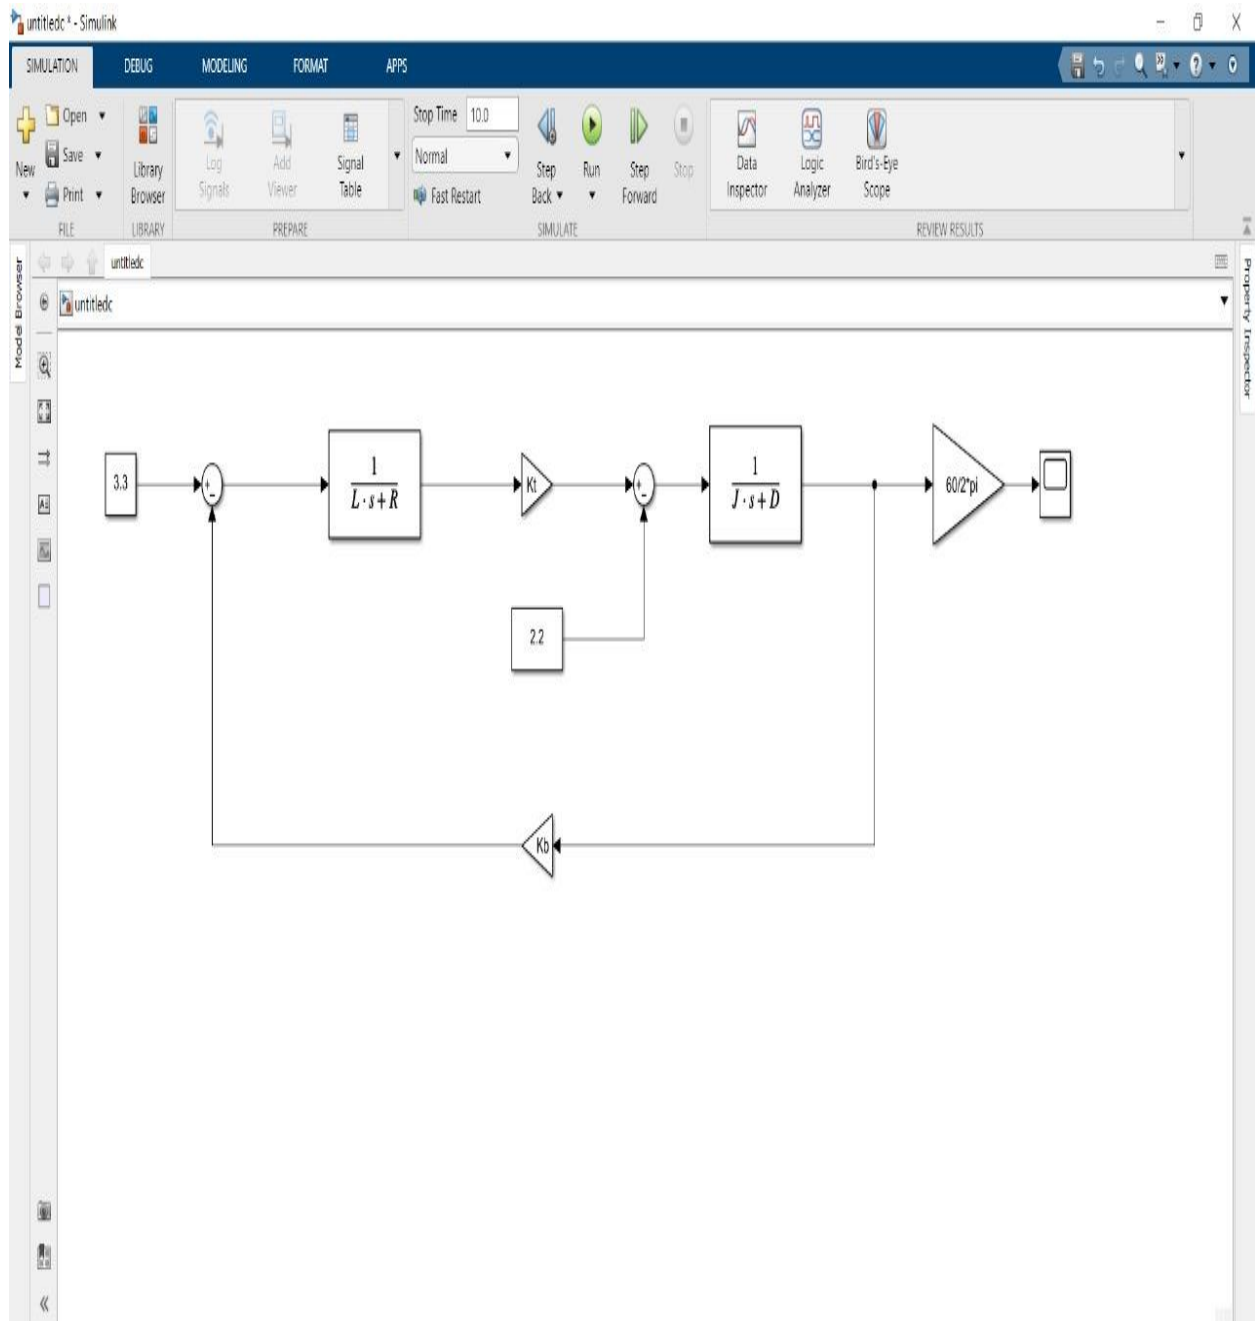 untitledc * - Simulink
SIMULATION DEBUG MODELING FORMAT APPS
New
Open
Save
Print
FILE
Library
Browser
LIBRARY
Log
Signals
Add
Viewer
Signal
Table
PREPARE
Stop Time 10.0
Normal
Fast Restart
Step
Back
Run
Step
Forward
Stop
SIMULATE
Data
Inspector
Logic
Analyzer
Bird's-Eye
Scope
REVIEW RESULTS
Model Browser
untitledc
untitledc
Property Inspector
3.3
+
-
1
L · s + R
Kt
+
-
1
J · s + D
60/2*pi
2.2
Kb